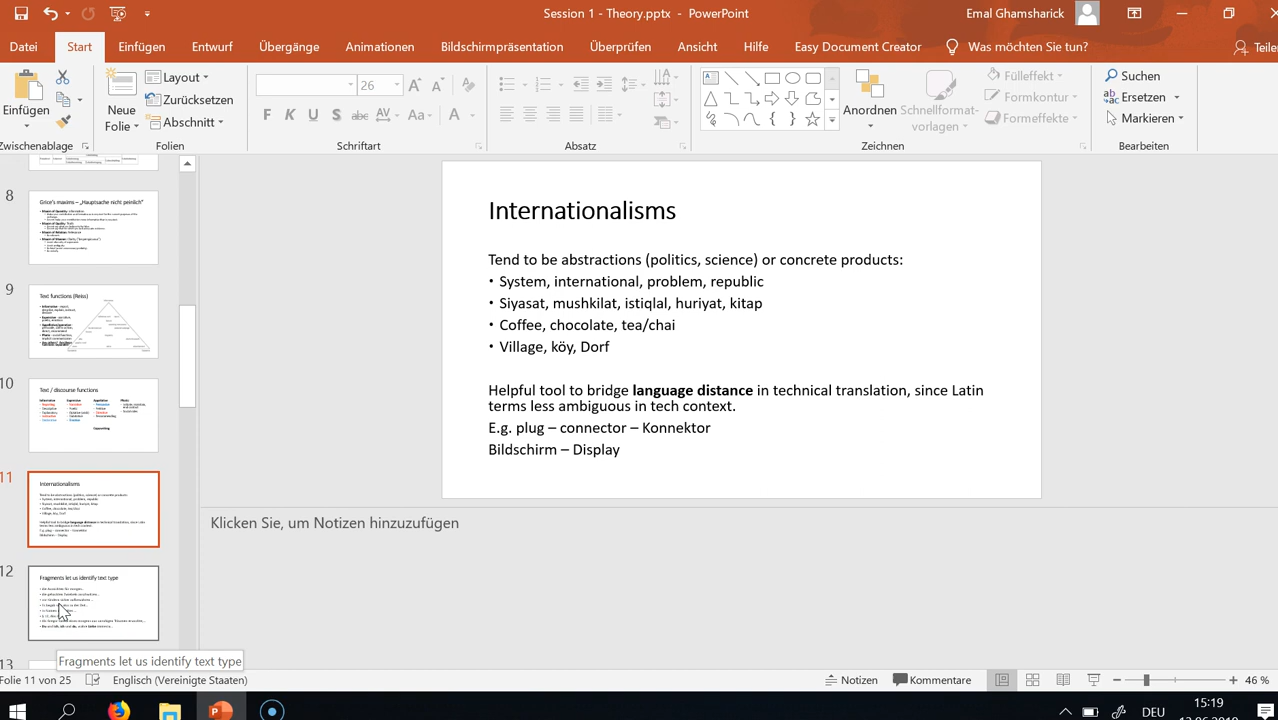 Session 1 - Theory.pptx - PowerPoint
Emal Ghamsharick
Datei Start Einfügen Entwurf Übergänge Animationen Bildschirmpräsentation Überprüfen Ansicht Hilfe Easy Document Creator Was möchten Sie tun?
Einfügen
Neue
Folie
Layout
Zurücksetzen
Abschnitt
26
F K U S abc AV Aa A
Anordnen
Schnellformat-
vorlagen
Fülleffekt
Formkontur
Formeffekte
Suchen
Ersetzen
Markieren
Zwischenablage Folien Schriftart Absatz Zeichnen Bearbeiten
8
Grice's maxims – „Hauptsache nicht peinlich"
9
Text functions (Reiss)
10
Text / discourse functions
11
Internationalisms
12
Fragments let us identify text type
Fragments let us identify text type
13
Internationalisms
Tend to be abstractions (politics, science) or concrete products:
• System, international, problem, republic
• Siyasat, mushkilat, istiqlal, huriyat, kitap
• Coffee, chocolate, tea/chai
• Village, köy, Dorf
Helpful tool to bridge language distance in technical translation, since Latin
terms less ambiguous in tech context.
E.g. plug – connector – Konnektor
Bildschirm – Display
Klicken Sie, um Notizen hinzuzufügen
Folie 11 von 25 Englisch (Vereinigte Staaten) Notizen Kommentare 46 %
DEU
15:19